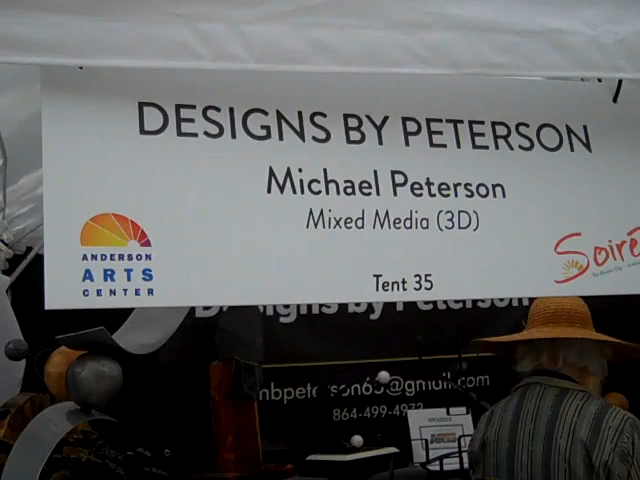 DESIGNS BY PETERSON
Michael Peterson
Mixed Media (3D)
ANDERSON
ARTS
CENTER
Soiree
Tent 35
Designs by Peterson
864-499-4972